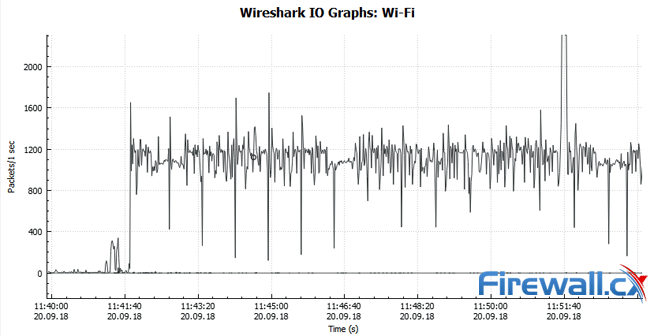 Wireshark IO Graphs: Wi-Fi
Packets/1 sec
2000
1600
1200
800
400
0
11:40:00 11:41:40 11:43:20 11:45:00 11:46:40 11:48:20 11:50:00 11:51:40
20.09.18 20.09.18 20.09.18 20.09.18 20.09.18 20.09.18 20.09.18 20.09.18
Time (s)
Firewall.cx